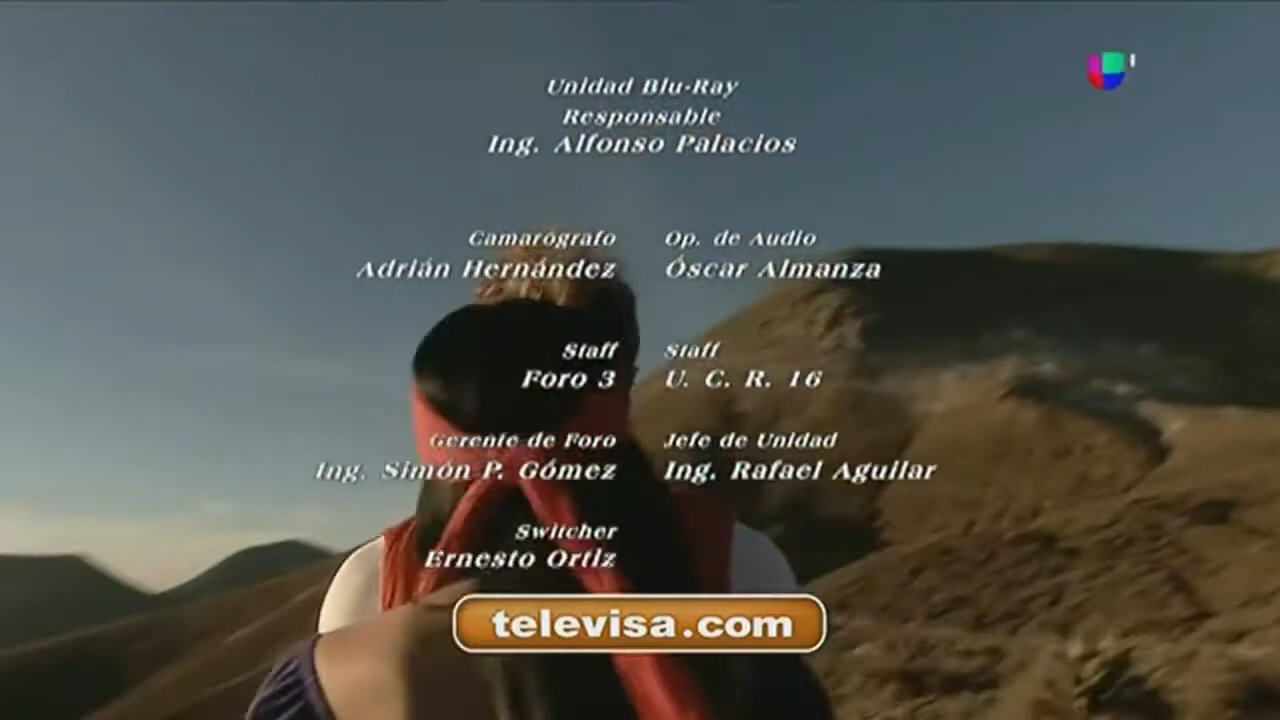 Unidad Blu-Ray
Responsable
Ing. Alfonso Palacios
Camarógrafo
Adrián Hernández
Op. de Audio
Óscar Almanza
Staff
Foro 3
Staff
U. C. R. 16
Gerente de Foro
Ing. Simón P. Gómez
Jefe de Unidad
Ing. Rafael Aguilar
Switcher
Ernesto Ortiz
televisa.com